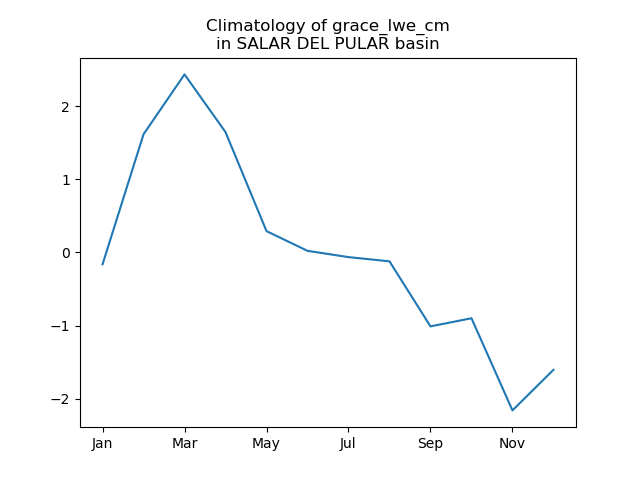 Climatology of grace_lwe_cm
in SALAR DEL PULAR basin
2
1
0
−1
−2
Jan Mar May Jul Sep Nov